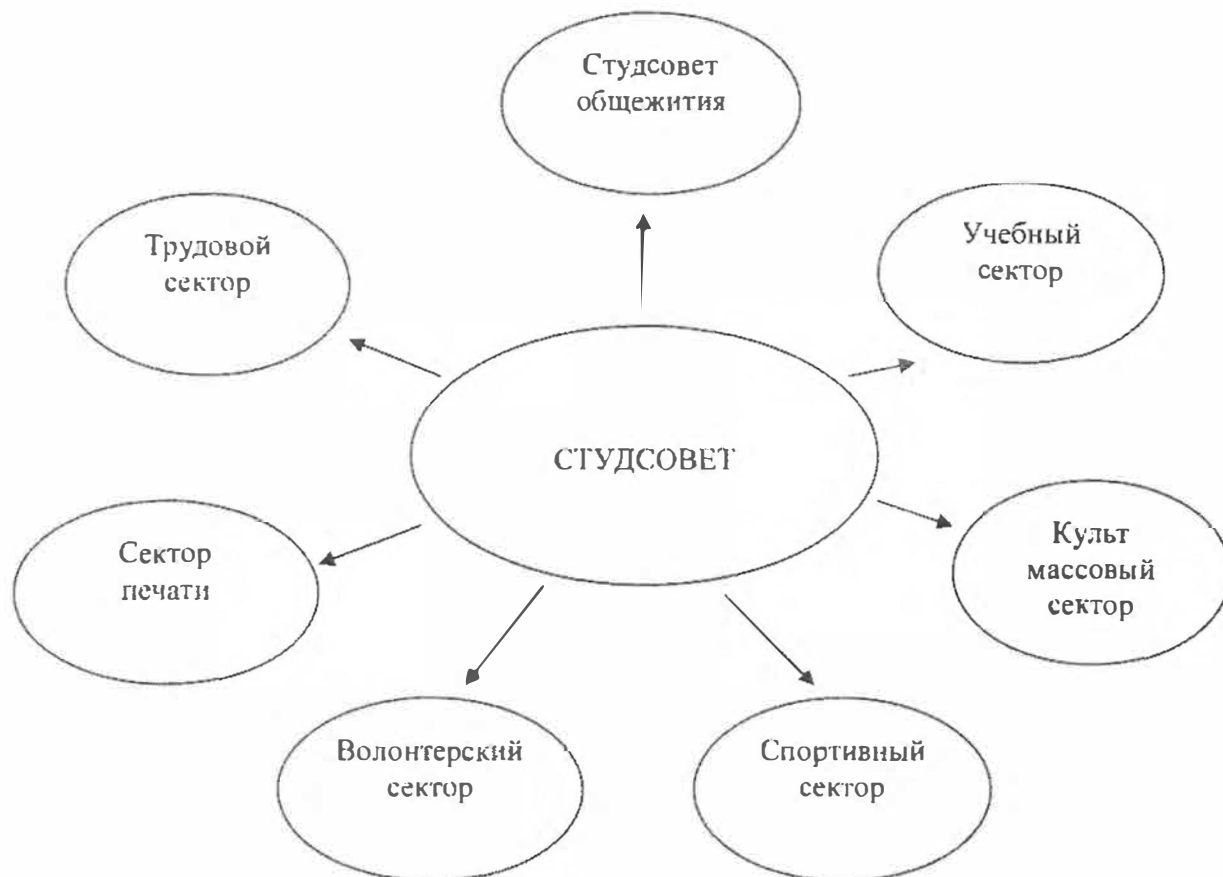 Студсовет
общежития
Трудовой
сектор
Учебный
сектор
СТУДСОВЕТ
Сектор
печати
Культ
массовый
сектор
Волонтерский
сектор
Спортивный
сектор